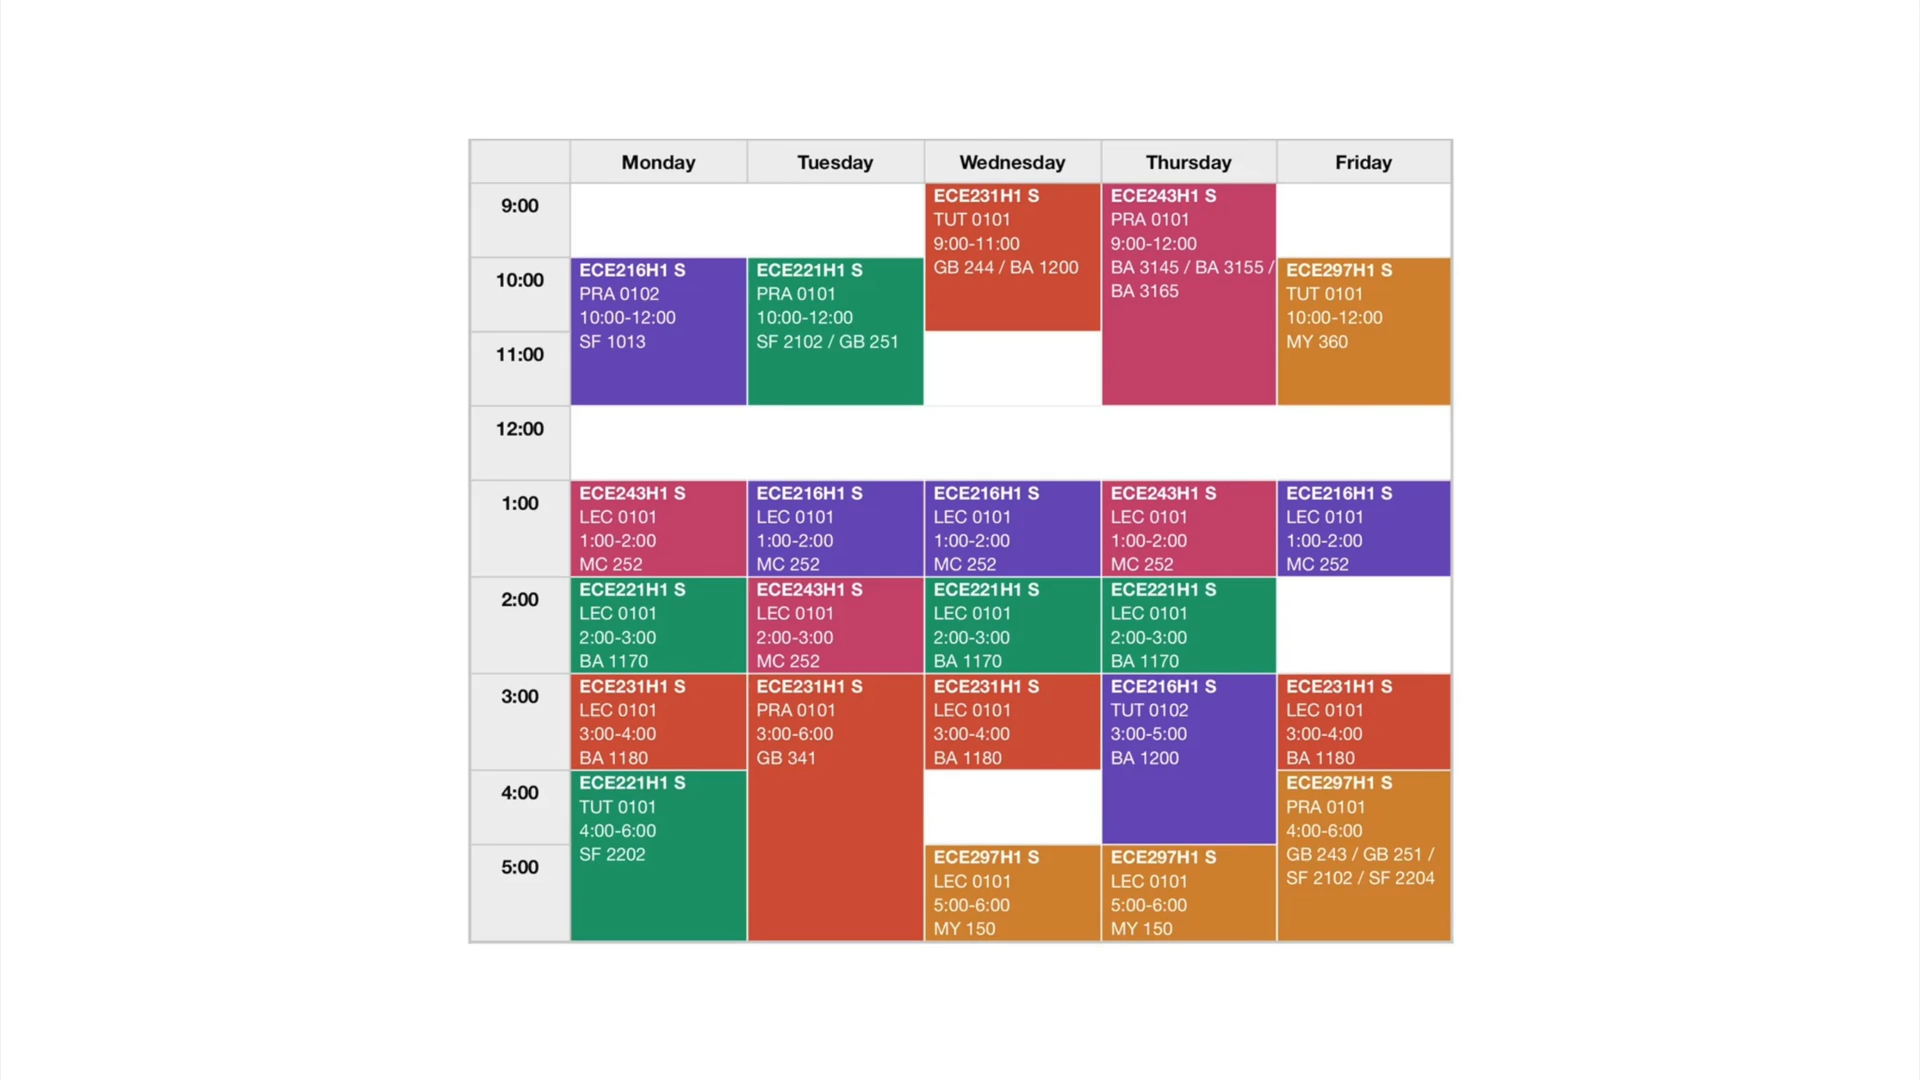 Monday Tuesday Wednesday Thursday Friday
9:00
ECE231H1 S
TUT 0101
9:00-11:00
GB 244 / BA 1200
ECE243H1 S
PRA 0101
9:00-12:00
BA 3145 / BA 3155 /
BA 3165
10:00
ECE216H1 S
PRA 0102
10:00-12:00
SF 1013
ECE221H1 S
PRA 0101
10:00-12:00
SF 2102 / GB 251
ECE297H1 S
TUT 0101
10:00-12:00
MY 360
11:00
12:00
1:00
ECE243H1 S
LEC 0101
1:00-2:00
MC 252
ECE216H1 S
LEC 0101
1:00-2:00
MC 252
ECE216H1 S
LEC 0101
1:00-2:00
MC 252
ECE243H1 S
LEC 0101
1:00-2:00
MC 252
ECE216H1 S
LEC 0101
1:00-2:00
MC 252
2:00
ECE221H1 S
LEC 0101
2:00-3:00
BA 1170
ECE243H1 S
LEC 0101
2:00-3:00
MC 252
ECE221H1 S
LEC 0101
2:00-3:00
BA 1170
ECE221H1 S
LEC 0101
2:00-3:00
BA 1170
3:00
ECE231H1 S
LEC 0101
3:00-4:00
BA 1180
ECE231H1 S
PRA 0101
3:00-6:00
GB 341
ECE231H1 S
LEC 0101
3:00-4:00
BA 1180
ECE216H1 S
TUT 0102
3:00-5:00
BA 1200
ECE231H1 S
LEC 0101
3:00-4:00
BA 1180
4:00
ECE221H1 S
TUT 0101
4:00-6:00
SF 2202
ECE297H1 S
PRA 0101
4:00-6:00
GB 243 / GB 251 /
SF 2102 / SF 2204
5:00
ECE297H1 S
LEC 0101
5:00-6:00
MY 150
ECE297H1 S
LEC 0101
5:00-6:00
MY 150